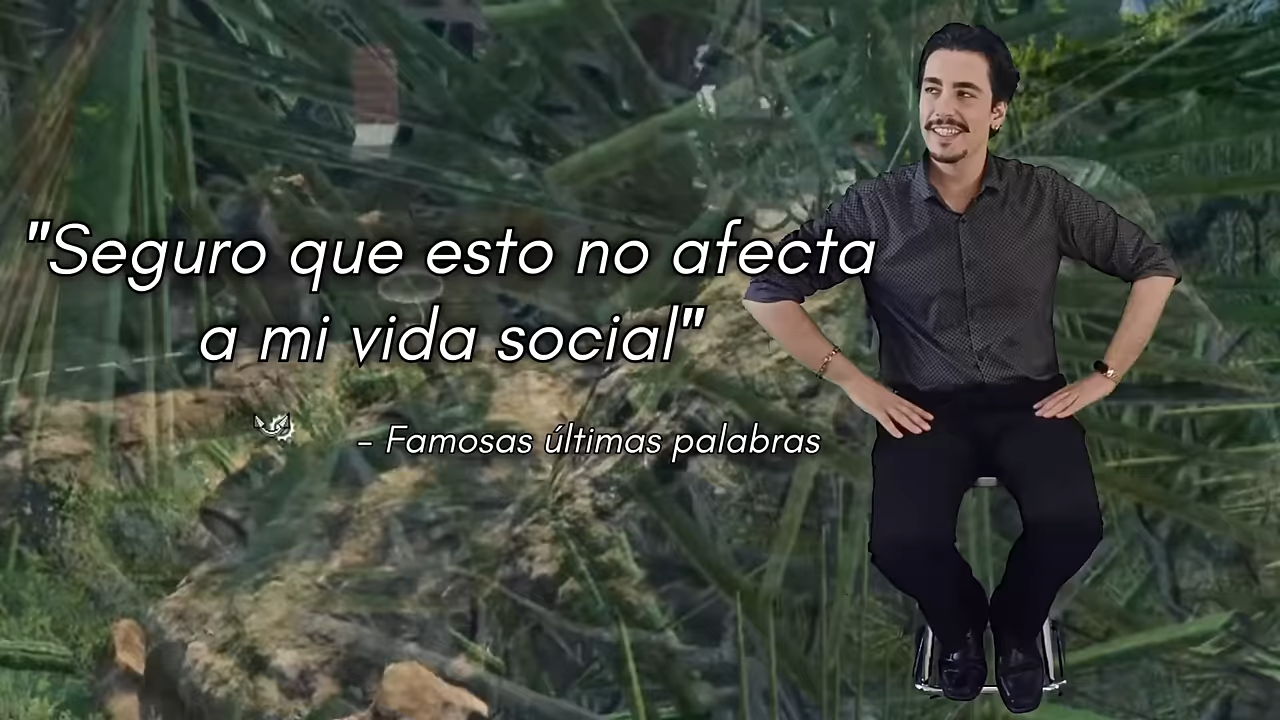 "Seguro que esto no afecta
a mi vida social"
- Famosas últimas palabras